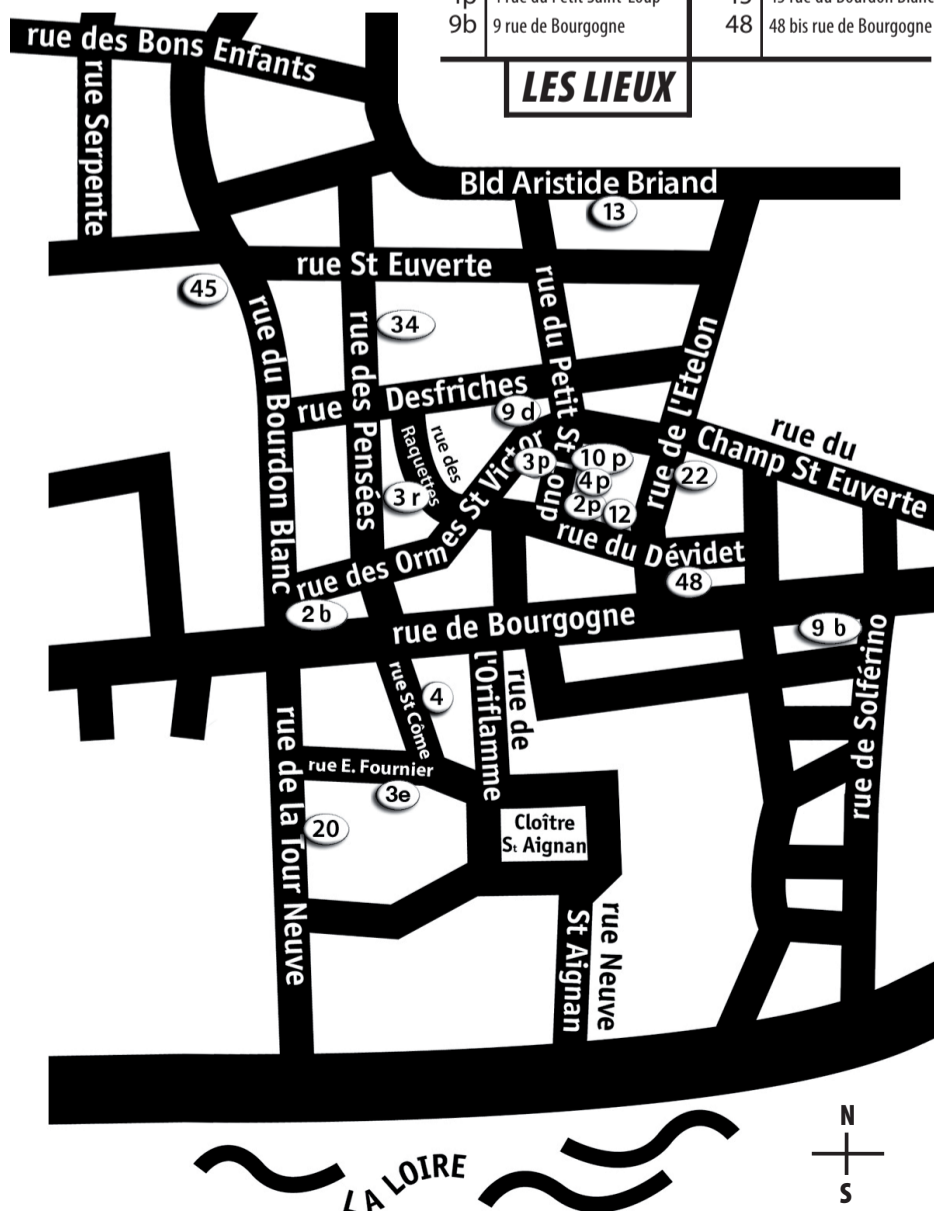 4p 4 rue du Petit Saint-Loup
45 45 rue du Bourdon Blanc
9b 9 rue de Bourgogne
48 48 bis rue de Bourgogne
LES LIEUX
rue des Bons Enfants
rue Serpente
Bld Aristide Briand
13
rue St Euverte
45
34
rue du Bourdon Blanc
rue des Pensées
rue du Petit St Loup
rue de l'Etelon
rue Desfriches
9 d
rue des
Raquettes
rue du
Champ St Euverte
3p
10 p
4p
22
3 r
2p
12
rue des Ormes St Victor
rue du Dévidet
48
2 b
rue de Bourgogne
9 b
rue St Côme
4
rue de
l'Oriflamme
rue de Solférino
rue de la Tour Neuve
rue E. Fournier
3e
20
Cloître
St Aignan
rue Neuve
St Aignan
LA LOIRE
N
S